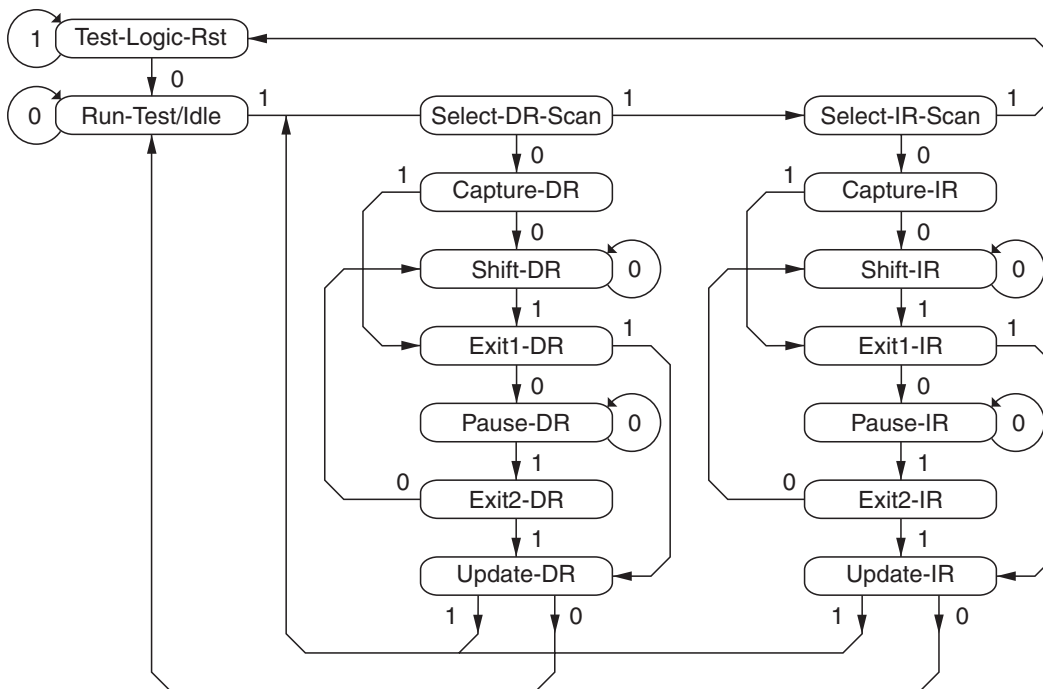 1 Test-Logic-Rst
0
0 Run-Test/Idle 1 Select-DR-Scan 1 Select-IR-Scan 1
0 0
1 Capture-DR 1 Capture-IR
0 0
Shift-DR 0 Shift-IR 0
1 1
Exit1-DR 1 Exit1-IR 1
0 0
Pause-DR 0 Pause-IR 0
1 1
0 Exit2-DR 0 Exit2-IR
1 1
Update-DR Update-IR
1 0 1 0